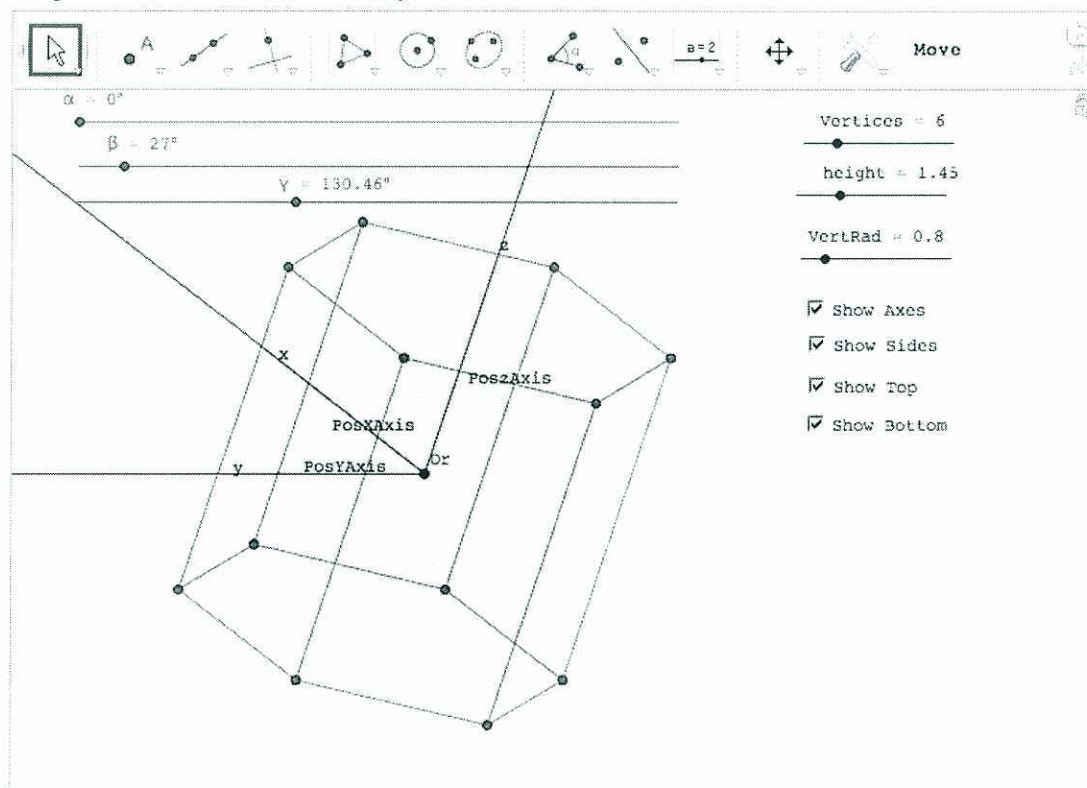 A
α
a=2
Move
α = 0°
β = 27°
γ = 130.46°
Vertices = 6
height = 1.45
VertRad = 0.8
z
Show Axes
Show Sides
x
PoszAxis
Show Top
PosXAxis
Show Bottom
Or
y
PosYAxis